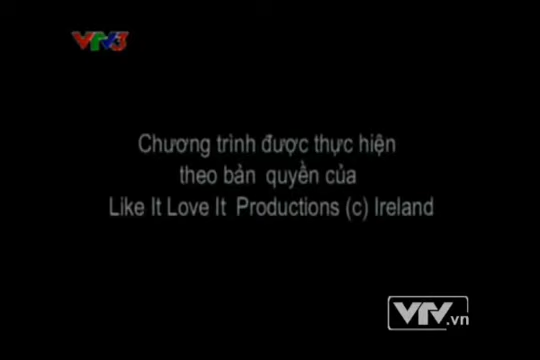 VTV3
Chương trình được thực hiện
theo bản quyền của
Like It Love It Productions (c) Ireland
VTV.vn